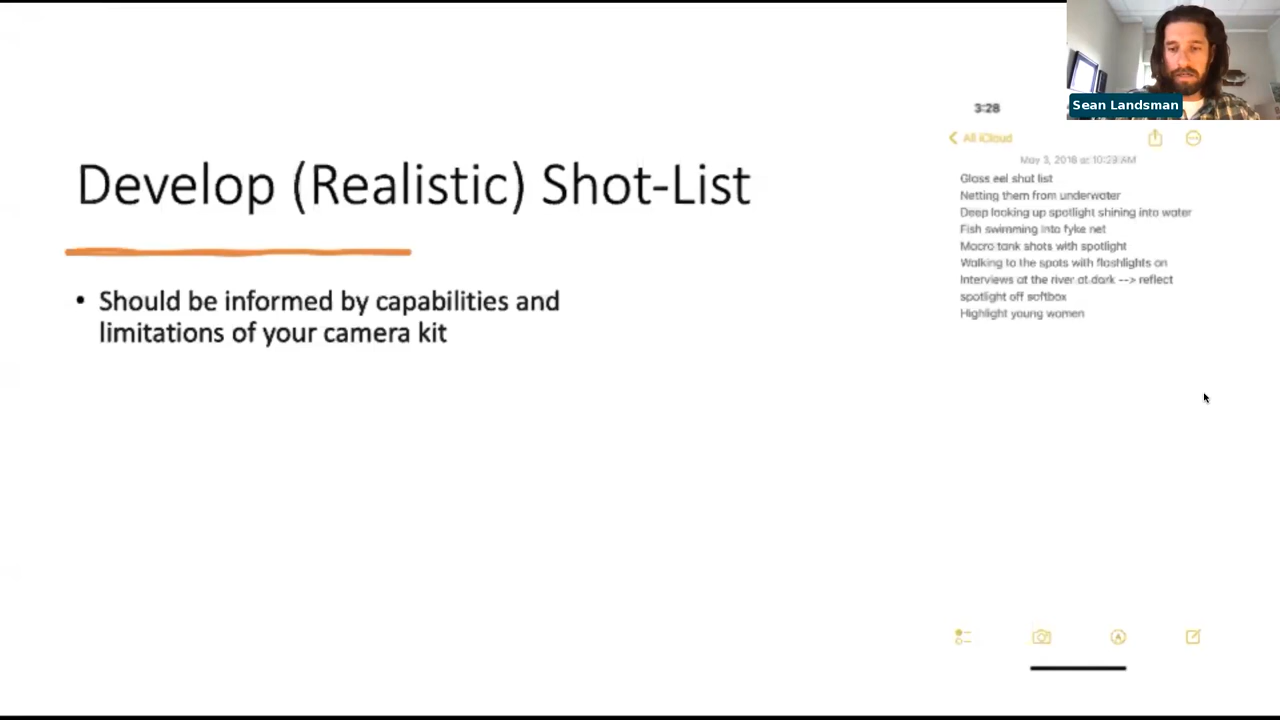 Sean Landsman
Develop (Realistic) Shot-List
• Should be informed by capabilities and
limitations of your camera kit
3:28
All iCloud
May 3, 2018 at 10:23 AM
Glass eel shot list
Netting them from underwater
Deep looking up spotlight shining into water
Fish swimming into fyke net
Macro tank shots with spotlight
Walking to the spots with flashlights on
Interviews at the river at dark --> reflect
spotlight off softbox
Highlight young women